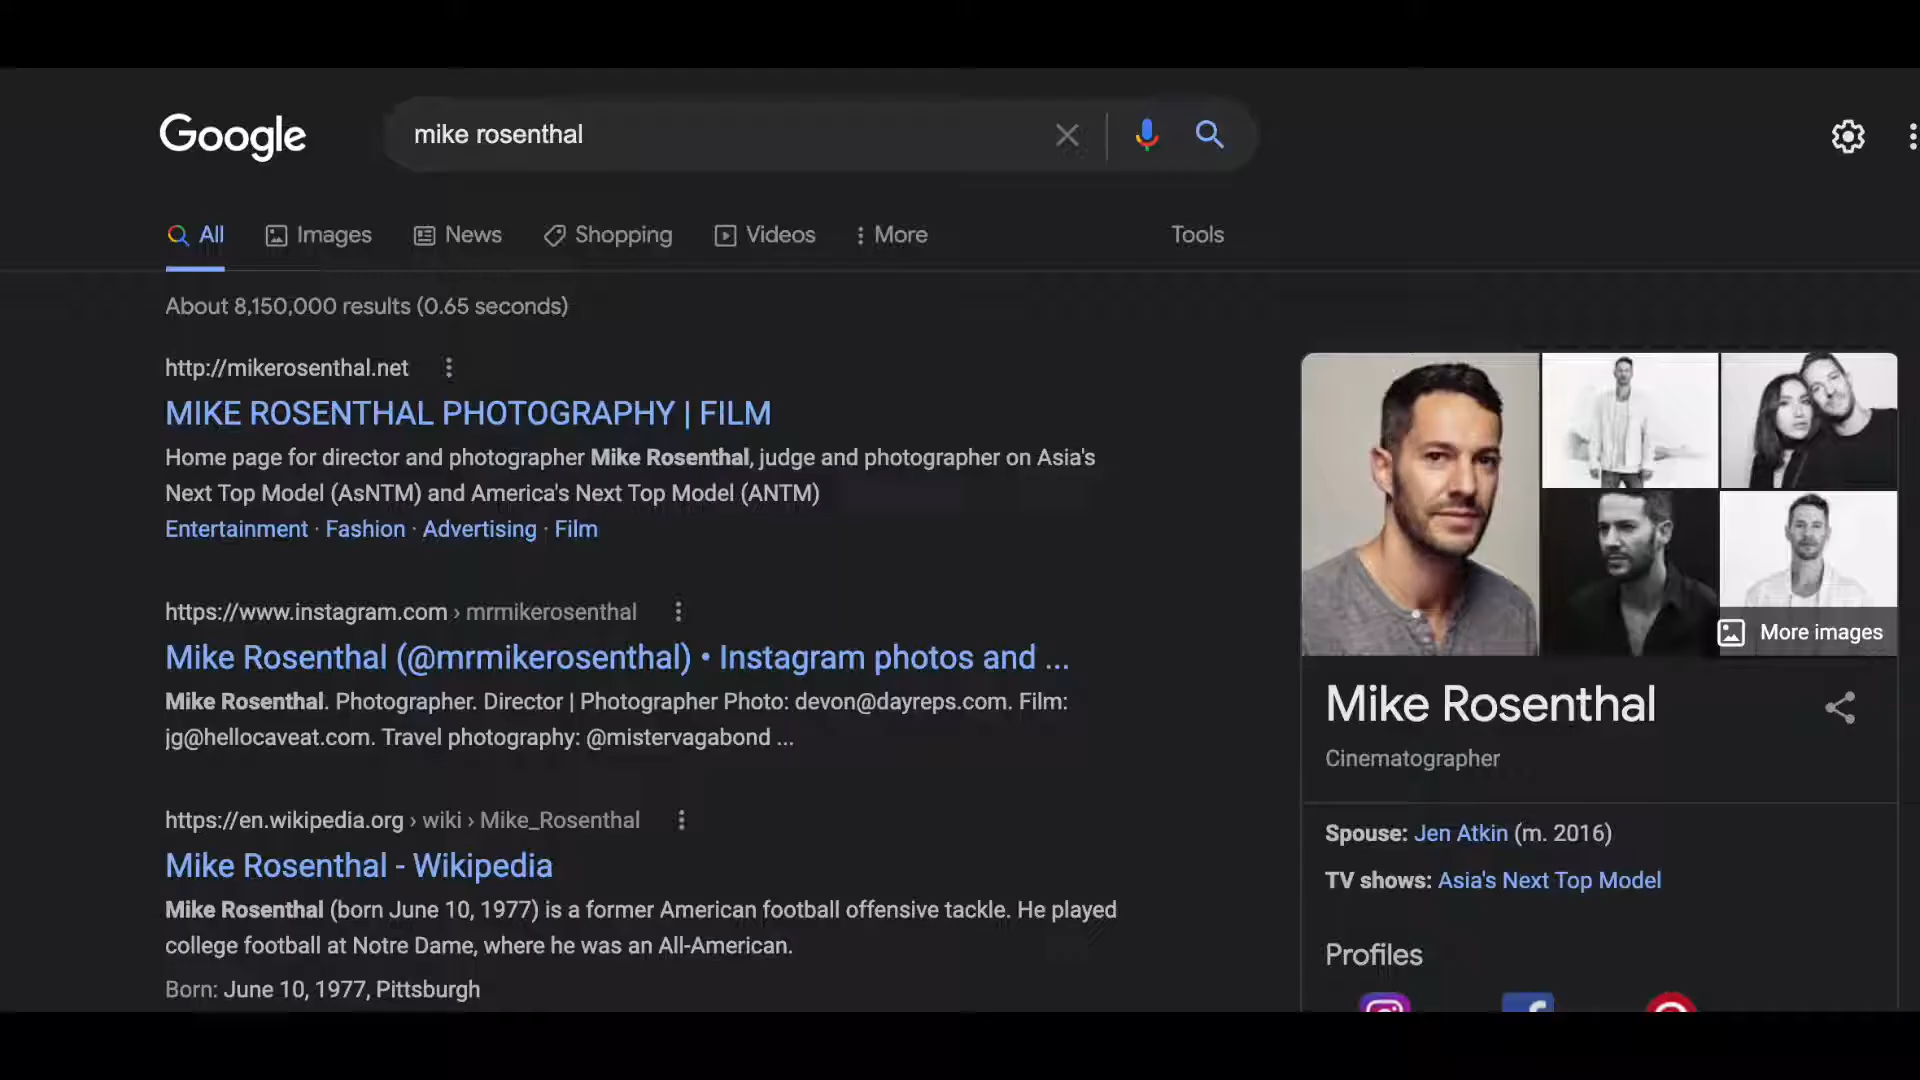 Google
mike rosenthal
All
Images
News
Shopping
Videos
More
Tools
About 8,150,000 results (0.65 seconds)
http://mikerosenthal.net
MIKE ROSENTHAL PHOTOGRAPHY | FILM
Home page for director and photographer Mike Rosenthal, judge and photographer on Asia's
Next Top Model (AsNTM) and America's Next Top Model (ANTM)
Entertainment · Fashion · Advertising · Film
https://www.instagram.com › mrmikerosenthal
Mike Rosenthal (@mrmikerosenthal) • Instagram photos and ...
Mike Rosenthal. Photographer. Director | Photographer Photo: devon@dayreps.com. Film:
jg@hellocaveat.com. Travel photography: @mistervagabond ...
https://en.wikipedia.org › wiki › Mike_Rosenthal
Mike Rosenthal - Wikipedia
Mike Rosenthal (born June 10, 1977) is a former American football offensive tackle. He played
college football at Notre Dame, where he was an All-American.
Born: June 10, 1977, Pittsburgh
More images
Mike Rosenthal
Cinematographer
Spouse: Jen Atkin (m. 2016)
TV shows: Asia's Next Top Model
Profiles